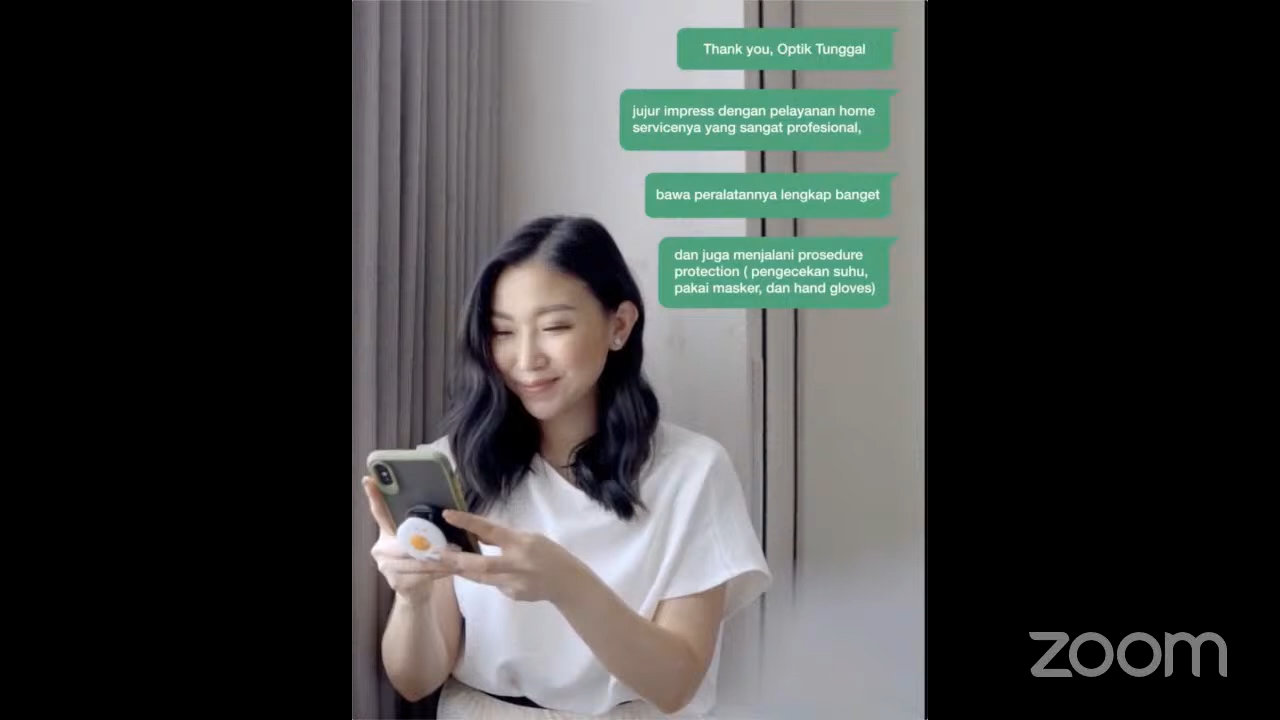 Thank you, Optik Tunggal
jujur impress dengan pelayanan home
servicenya yang sangat profesional,
bawa peralatannya lengkap banget
dan juga menjalani prosedure
protection ( pengecekan suhu,
pakai masker, dan hand gloves)
zoom